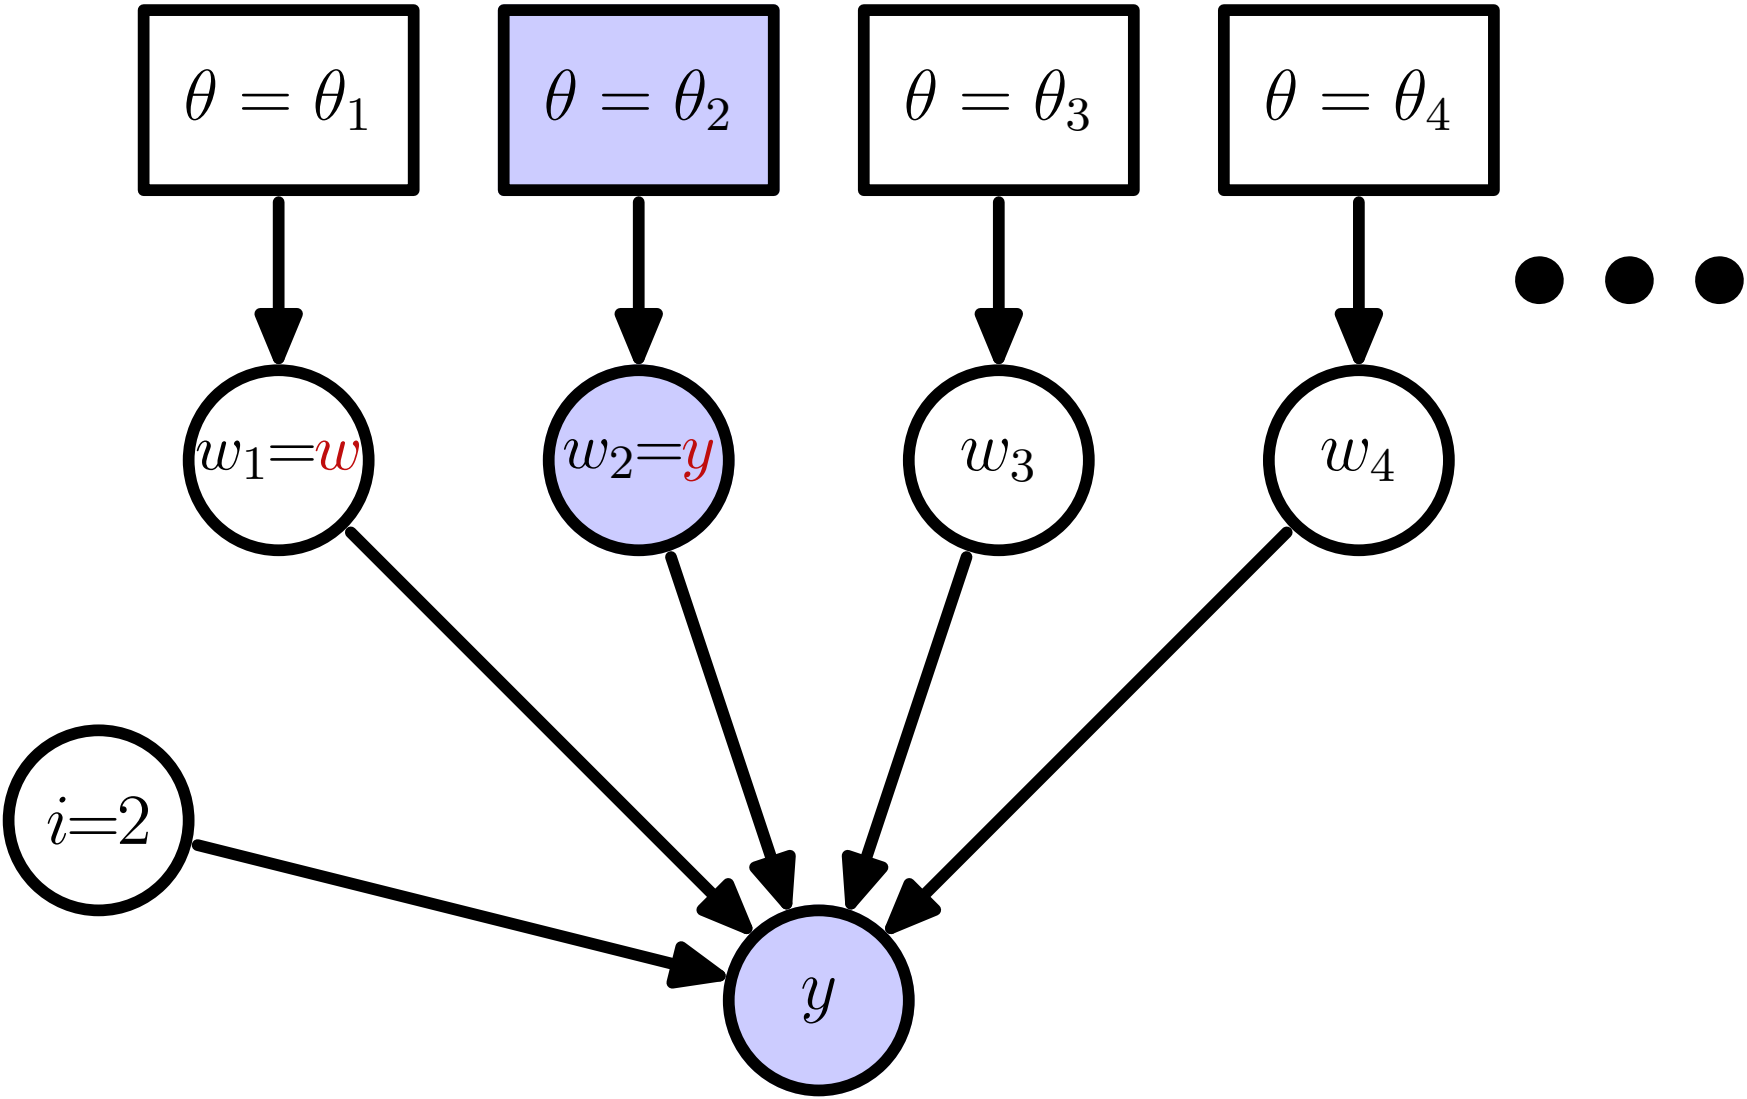 θ = θ₁ θ = θ₂ θ = θ₃ θ = θ₄
w₁=w w₂=y w₃ w₄
i=2
y